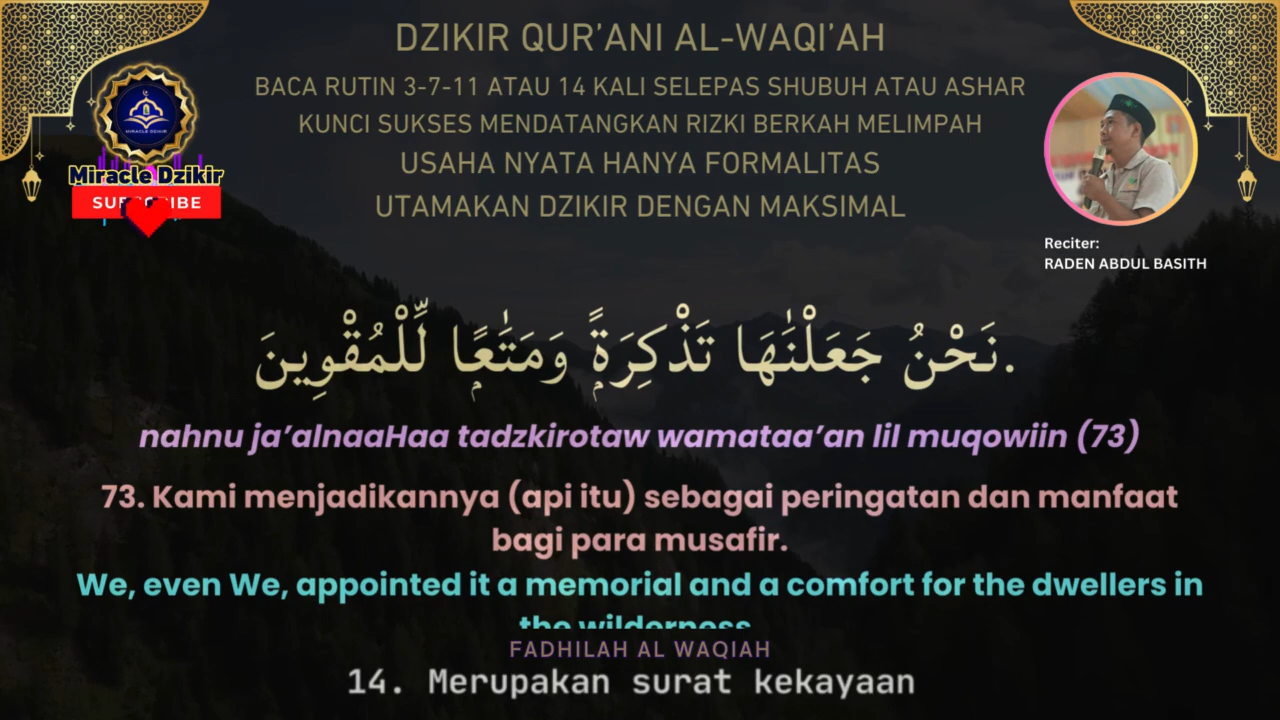 DZIKIR QUR'ANI AL-WAQI'AH
BACA RUTIN 3-7-11 ATAU 14 KALI SELEPAS SHUBUH ATAU ASHAR
KUNCI SUKSES MENDATANGKAN RIZKI BERKAH MELIMPAH
USAHA NYATA HANYA FORMALITAS
UTAMAKAN DZIKIR DENGAN MAKSIMAL
MIRACLE DZIKIR
Miracle Dzikir
Reciter:
RADEN ABDUL BASITH
نَحْنُ جَعَلْنَٰهَا تَذْكِرَةًۭ وَمَتَٰعًۭا لِّلْمُقْوِينَ.
nahnu ja'alnaaHaa tadzkirotaw wamataa'an lil muqowiin (73)
73. Kami menjadikannya (api itu) sebagai peringatan dan manfaat
bagi para musafir.
We, even We, appointed it a memorial and a comfort for the dwellers in
the wilderness
FADHILAH AL WAQIAH
14. Merupakan surat kekayaan